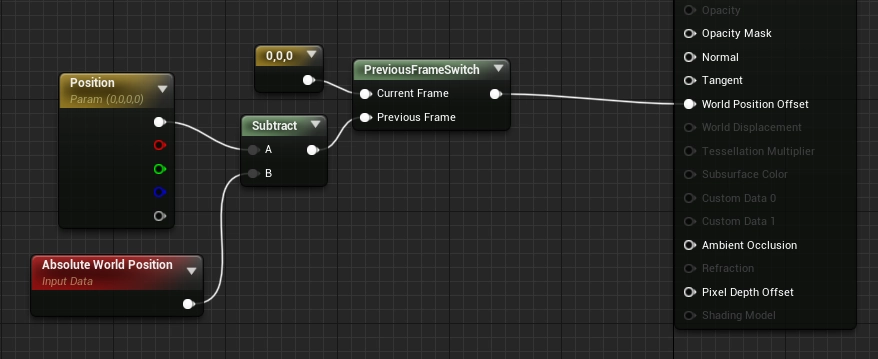 Position
Param (0,0,0,0)
0,0,0
PreviousFrameSwitch
Current Frame
Previous Frame
Subtract
A
B
Absolute World Position
Input Data
Opacity
Opacity Mask
Normal
Tangent
World Position Offset
World Displacement
Tessellation Multiplier
Subsurface Color
Custom Data 0
Custom Data 1
Ambient Occlusion
Refraction
Pixel Depth Offset
Shading Model